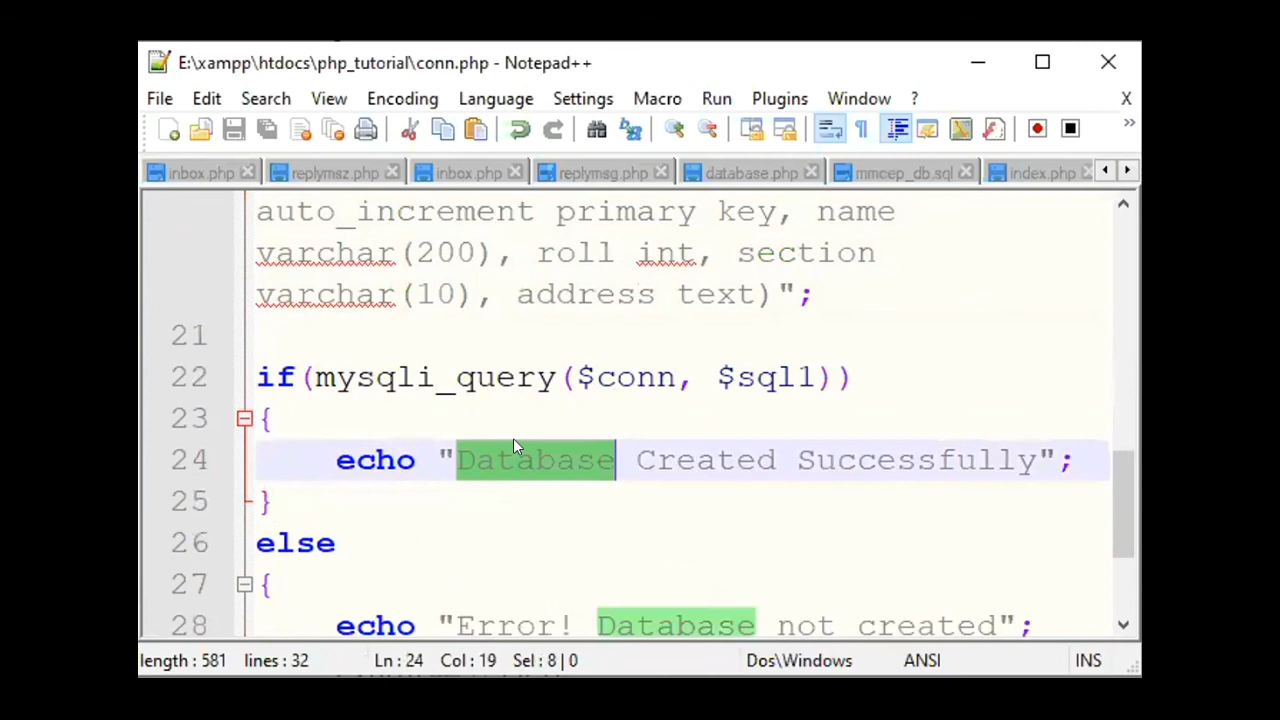 E:\xampp\htdocs\php_tutorial\conn.php - Notepad++
File Edit Search View Encoding Language Settings Macro Run Plugins Window ? X
inbox.php replymsz.php inbox.php replymsg.php database.php mmcep_db.sql index.php
auto_increment primary key, name
varchar(200), roll int, section
varchar(10), address text)";
21
22 if(mysqli_query($conn, $sql1))
23 {
24 echo "Database Created Successfully";
25 }
26 else
27 {
28 echo "Error! Database not created";
length : 581 lines : 32 Ln : 24 Col : 19 Sel : 8 | 0 Dos\Windows ANSI INS